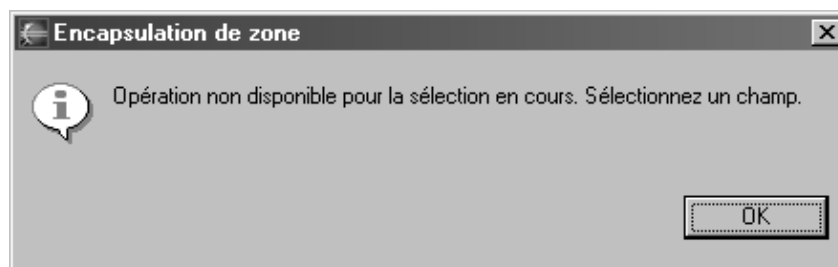 Encapsulation de zone
Opération non disponible pour la sélection en cours. Sélectionnez un champ.
OK